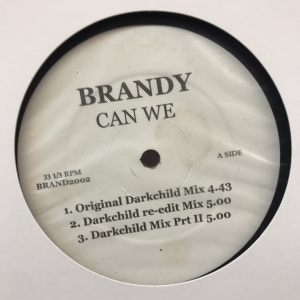 BRANDY
CAN WE
33 1/3 RPM
BRAND2002
A SIDE
1. Original Darkchild Mix 4.43
2. Darkchild re-edit Mix 5.00
3. Darkchild Mix Prt II 5.00